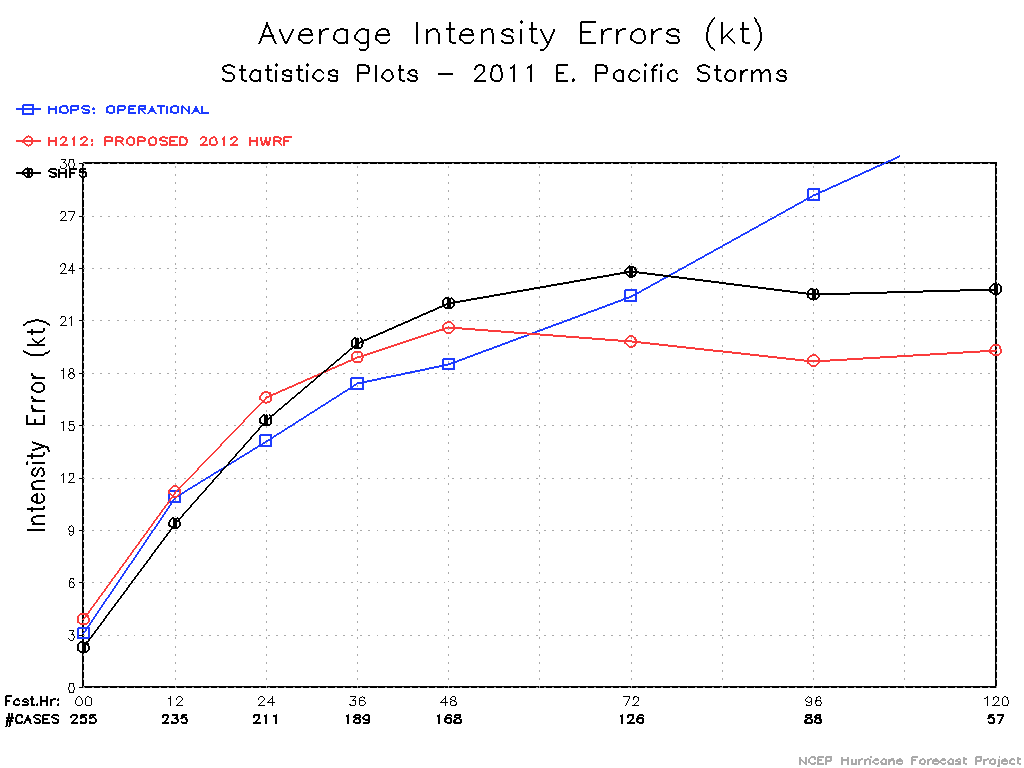 Average Intensity Errors (kt)
Statistics Plots – 2011 E. Pacific Storms
HOPS: OPERATIONAL
H212: PROPOSED 2012 HWRF
SHF5
30
27
24
21
18
15
12
9
6
3
0
Intensity Error (kt)
Fcst.Hr: 00 12 24 36 48 72 96 120
#CASES 255 235 211 189 168 126 88 57
NCEP Hurricane Forecast Project